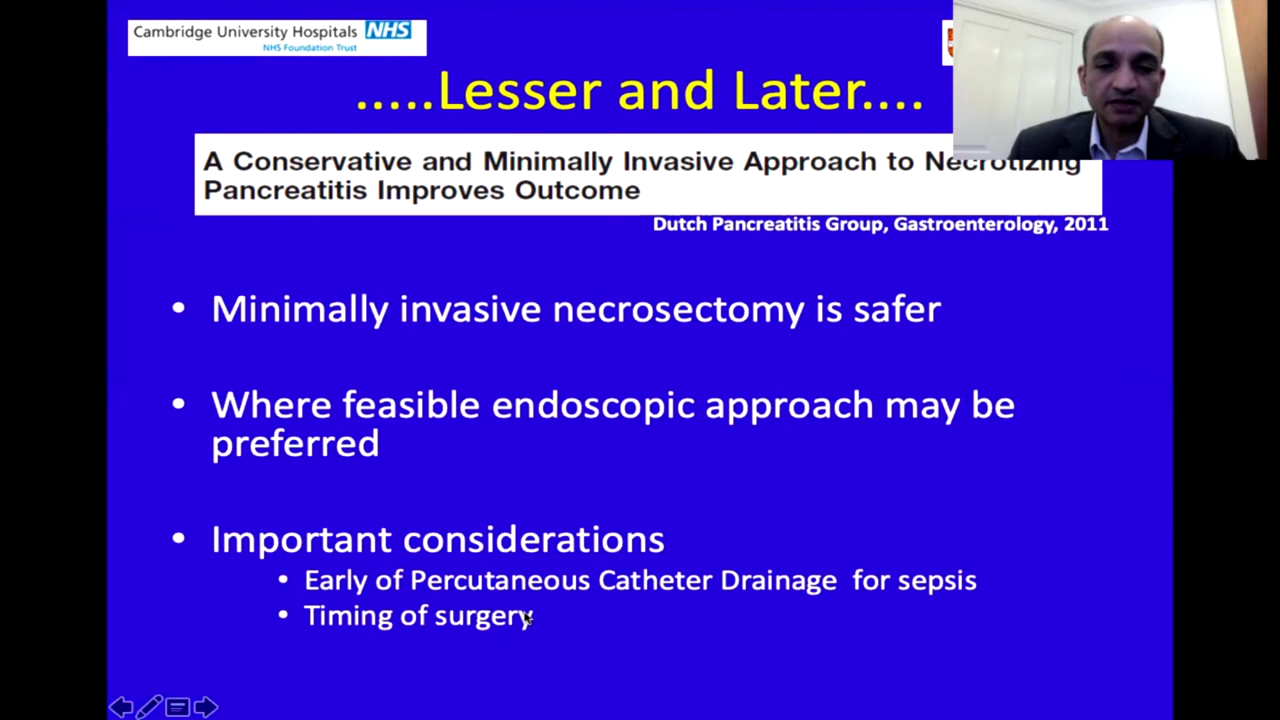 Cambridge University Hospitals NHS
NHS Foundation Trust
.....Lesser and Later....
A Conservative and Minimally Invasive Approach to Necrotizing
Pancreatitis Improves Outcome
Dutch Pancreatitis Group, Gastroenterology, 2011
• Minimally invasive necrosectomy is safer
• Where feasible endoscopic approach may be
preferred
• Important considerations
• Early of Percutaneous Catheter Drainage for sepsis
• Timing of surgery